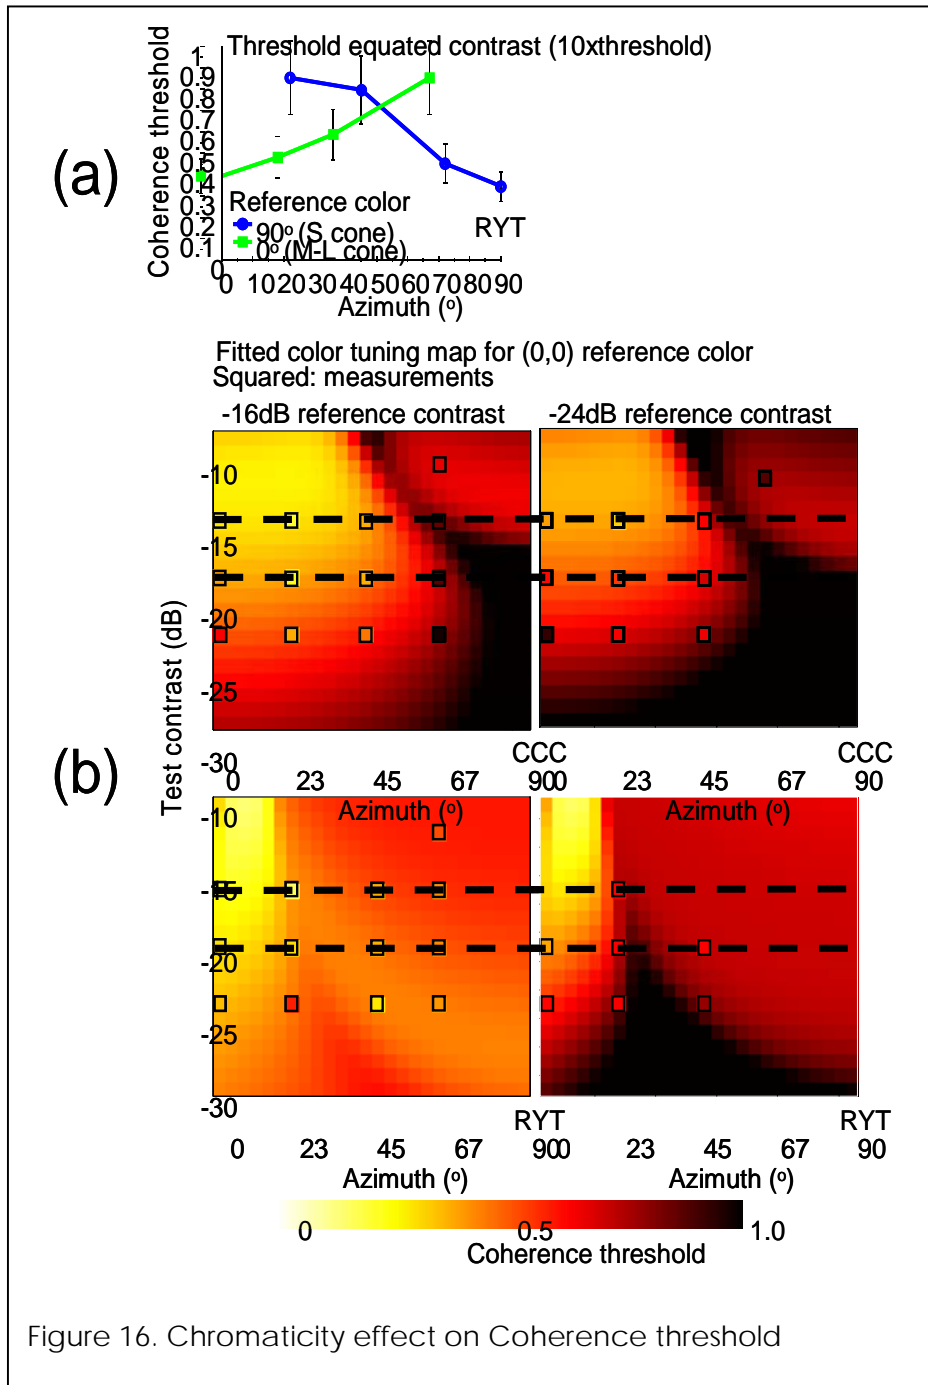 (a)
Threshold equated contrast (10xthreshold)
Coherence threshold
1
0.9
0.8
0.7
0.6
0.5
0.4
0.3
0.2
0.1
0
Reference color
90º (S cone)
0º (M-L cone)
RYT
0 10 20 30 40 50 60 70 80 90
Azimuth (º)
(b)
Fitted color tuning map for (0,0) reference color
Squared: measurements
-16dB reference contrast
-24dB reference contrast
Test contrast (dB)
-10
-15
-20
-25
-30
CCC
CCC
0 23 45 67 90
0 23 45 67 90
Azimuth (º)
Azimuth (º)
-10
-15
-20
-25
-30
RYT
RYT
0 23 45 67 90
0 23 45 67 90
Azimuth (º)
Azimuth (º)
0 0.5 1.0
Coherence threshold
Figure 16. Chromaticity effect on Coherence threshold